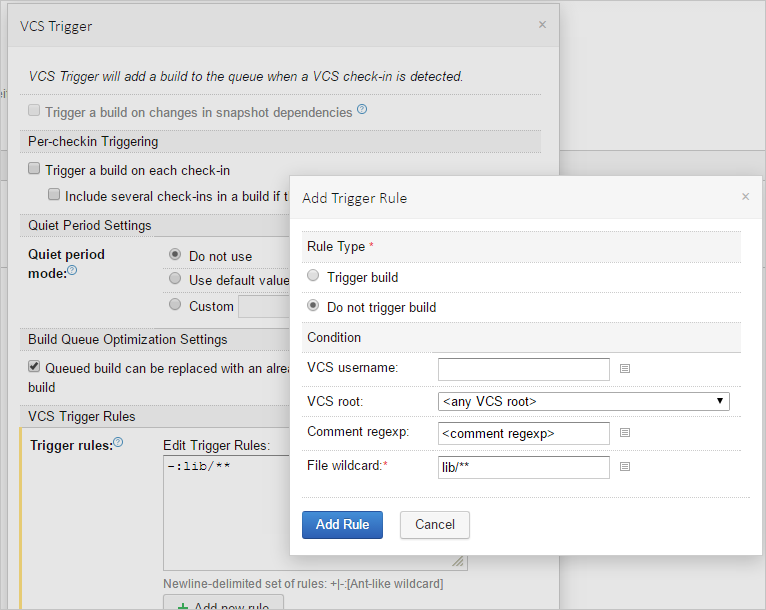 VCS Trigger
×
VCS Trigger will add a build to the queue when a VCS check-in is detected.
Trigger a build on changes in snapshot dependencies ?
Per-checkin Triggering
Trigger a build on each check-in
Include several check-ins in a build if
Quiet Period Settings
Quiet period
mode: ?
Do not use
Use default value
Custom
Build Queue Optimization Settings
Queued build can be replaced with an
build
VCS Trigger Rules
Trigger rules: ?
Edit Trigger Rules:
-:lib/**
Newline-delimited set of rules: +|-:[Ant-like wildcard]
+ Add new rule
Add Trigger Rule
×
Rule Type *
Trigger build
Do not trigger build
Condition
VCS username:
VCS root:
<any VCS root>
Comment regexp:
<comment regexp>
File wildcard:*
lib/**
Add Rule
Cancel